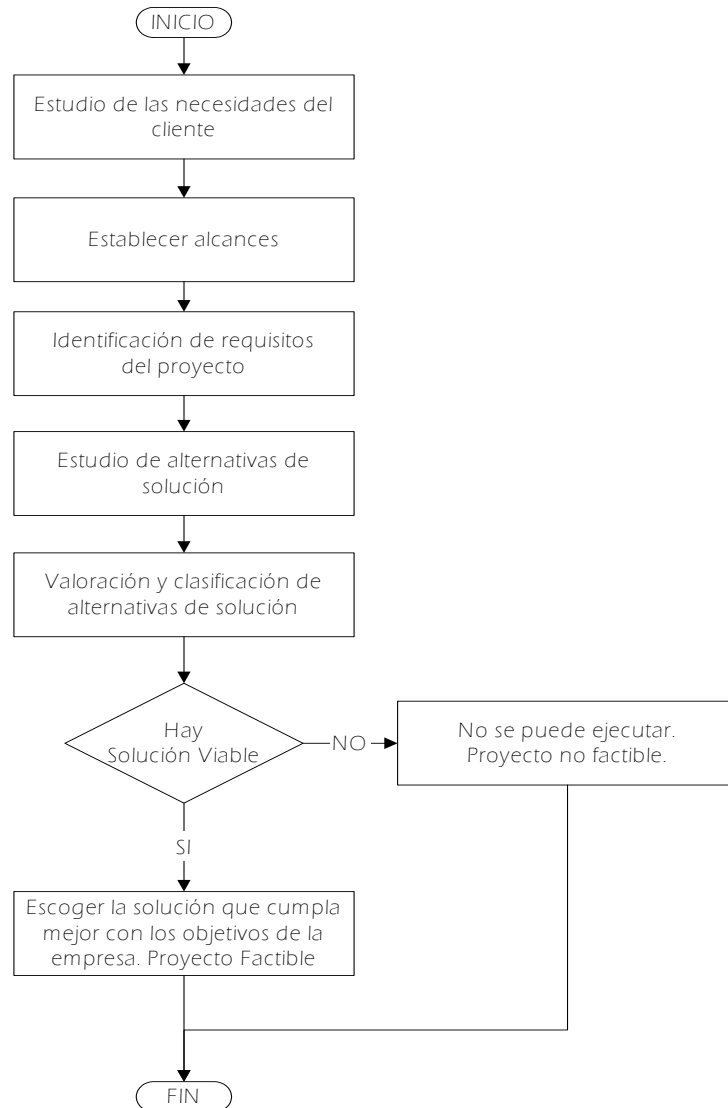 INICIO
Estudio de las necesidades del
cliente
Establecer alcances
Identificación de requisitos
del proyecto
Estudio de alternativas de
solución
Valoración y clasificación de
alternativas de solución
Hay
Solución Viable
NO
No se puede ejecutar.
Proyecto no factible.
SI
Escoger la solución que cumpla
mejor con los objetivos de la
empresa. Proyecto Factible
FIN